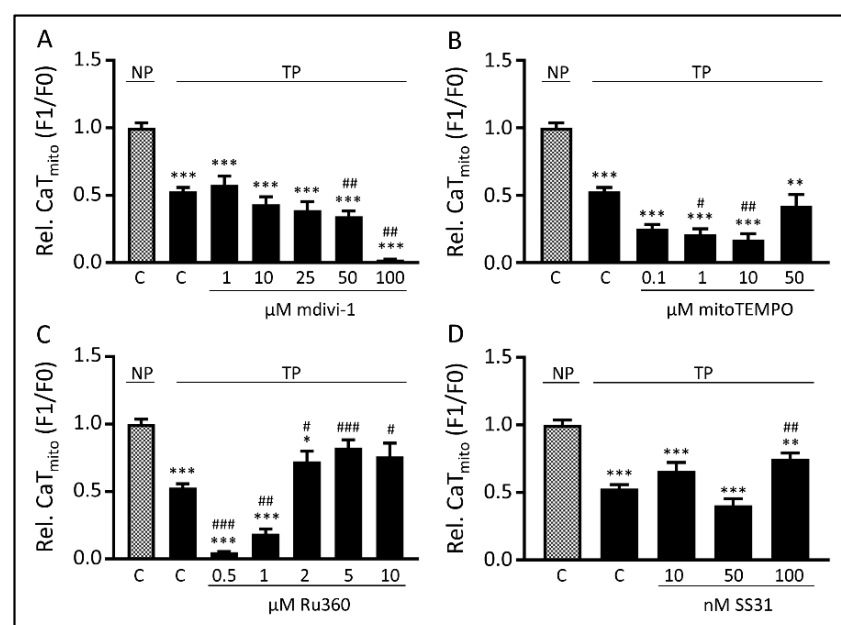 A
Rel. CaTmito (F1/F0)
1.5
1.0
0.5
0.0
NP
TP
***
***
***
***
##
***
##
***
C
C
1
10
25
50
100
μM mdivi-1
B
Rel. CaTmito (F1/F0)
1.5
1.0
0.5
0.0
NP
TP
***
***
#
***
##
***
**
C
C
0.1
1
10
50
μM mitoTEMPO
C
Rel. CaTmito (F1/F0)
1.5
1.0
0.5
0.0
NP
TP
***
###
***
##
***
#
*
###
#
C
C
0.5
1
2
5
10
μM Ru360
D
Rel. CaTmito (F1/F0)
1.5
1.0
0.5
0.0
NP
TP
***
***
***
##
**
C
C
10
50
100
nM SS31